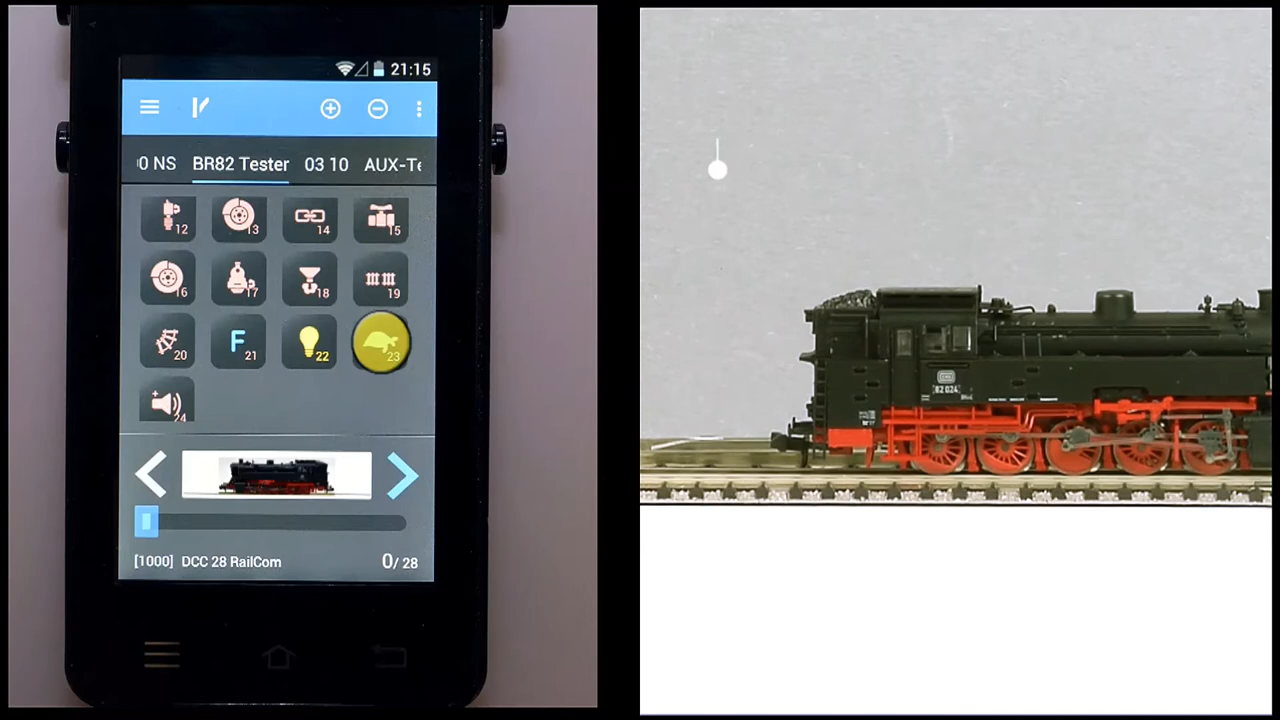 21:15
0 NS BR82 Tester 03 10 AUX-Te
12 13 14 15
16 17 18 19
20 F 21 22 23
24
[1000] DCC 28 RailCom 0/28
82 024